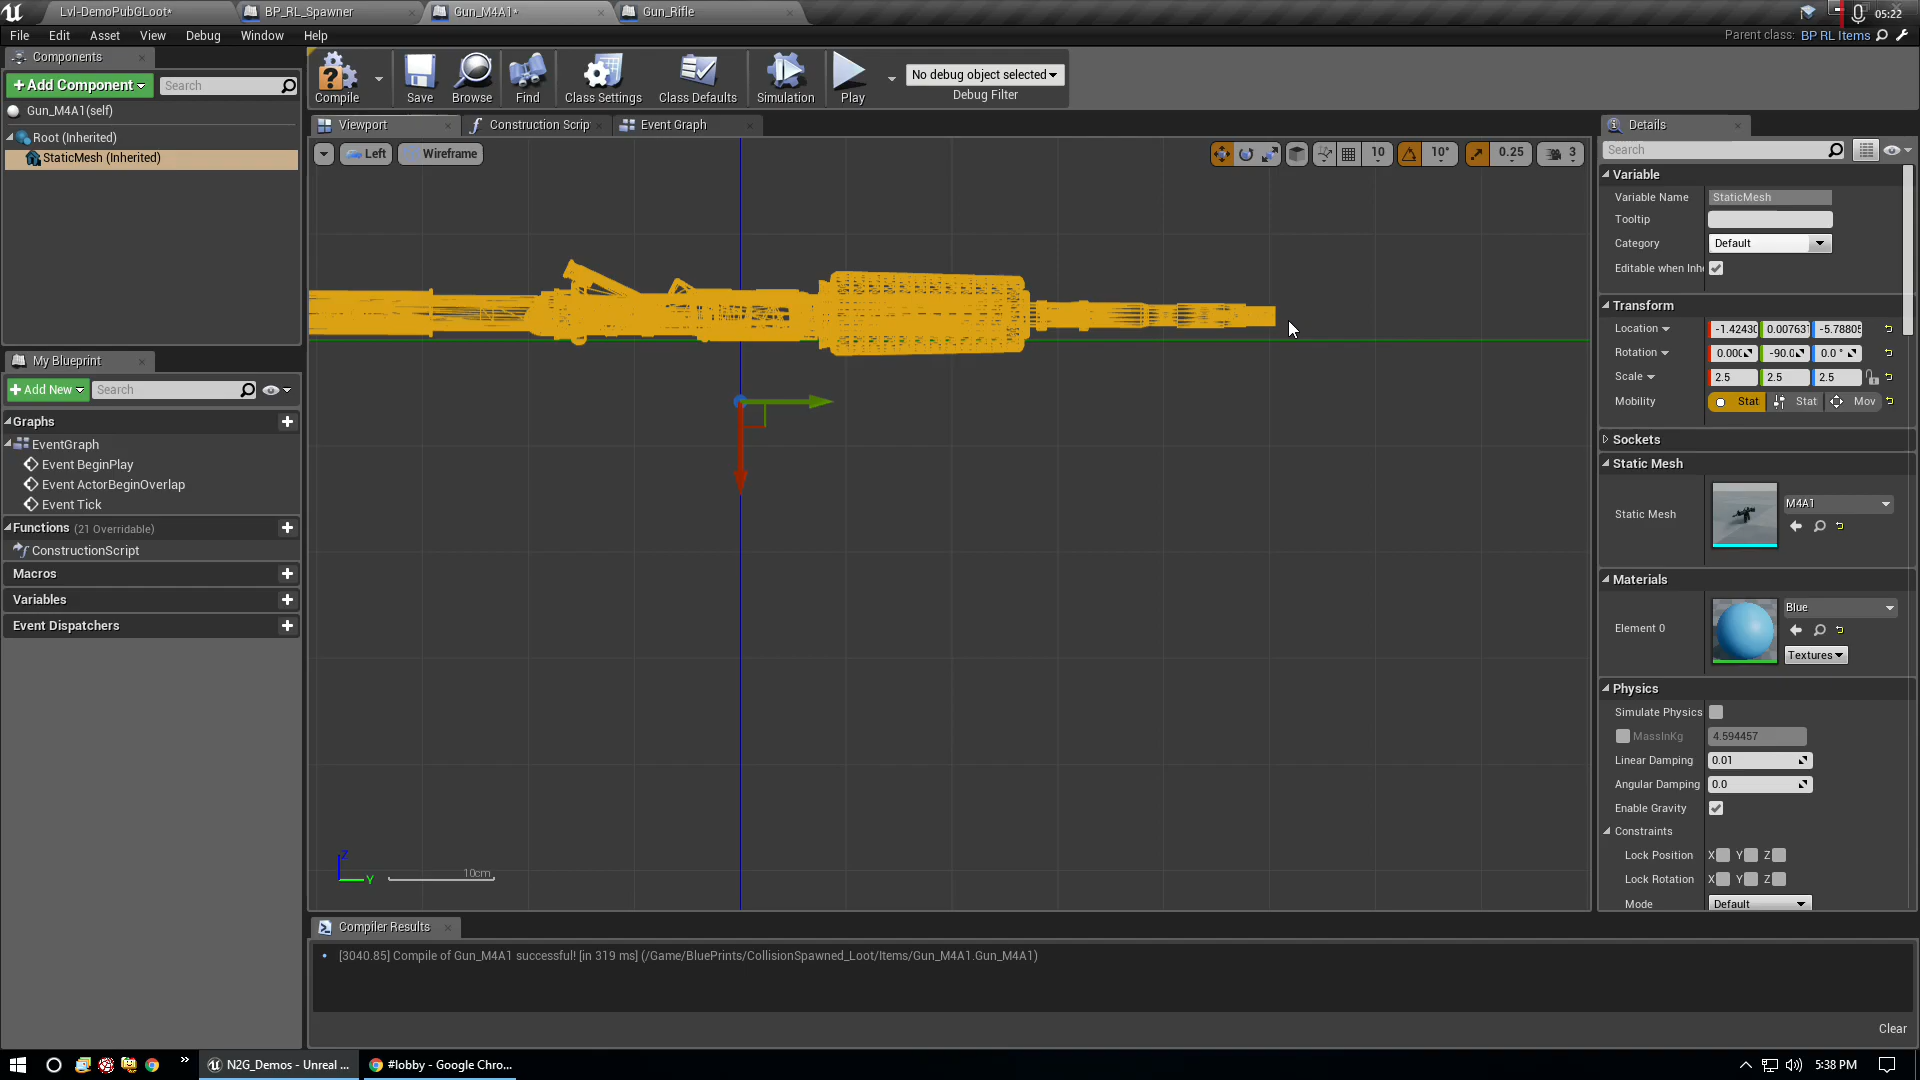 Lvl-DemoPubGLoot*
BP_RL_Spawner
Gun_M4A1*
Gun_Rifle
05:22
File Edit Asset View Debug Window Help
Parent class: BP RL Items
Components
+Add Component
Search
Gun_M4A1(self)
Root (Inherited)
StaticMesh (Inherited)
Compile
Save
Browse
Find
Class Settings
Class Defaults
Simulation
Play
No debug object selected
Debug Filter
Viewport
Construction Scrip
Event Graph
Left
Wireframe
10
10°
0.25
3
Z
Y
10cm
My Blueprint
+Add New
Search
Graphs
EventGraph
Event BeginPlay
Event ActorBeginOverlap
Event Tick
Functions (21 Overridable)
ConstructionScript
Macros
Variables
Event Dispatchers
Details
Search
Variable
Variable Name StaticMesh
Tooltip
Category Default
Editable when Inhe
Transform
Location -1.4243 0.00763 -5.7880
Rotation 0.00 -90.0 0.0 °
Scale 2.5 2.5 2.5
Mobility Stat Stat Mov
Sockets
Static Mesh
Static Mesh M4A1
Materials
Element 0 Blue
Textures
Physics
Simulate Physics
MassInKg 4.594457
Linear Damping 0.01
Angular Damping 0.0
Enable Gravity
Constraints
Lock Position X Y Z
Lock Rotation X Y Z
Mode Default
Compiler Results
[3040.85] Compile of Gun_M4A1 successful! [in 319 ms] (/Game/BluePrints/CollisionSpawned_Loot/Items/Gun_M4A1.Gun_M4A1)
Clear
N2G_Demos - Unreal ...
#lobby - Google Chro...
5:38 PM